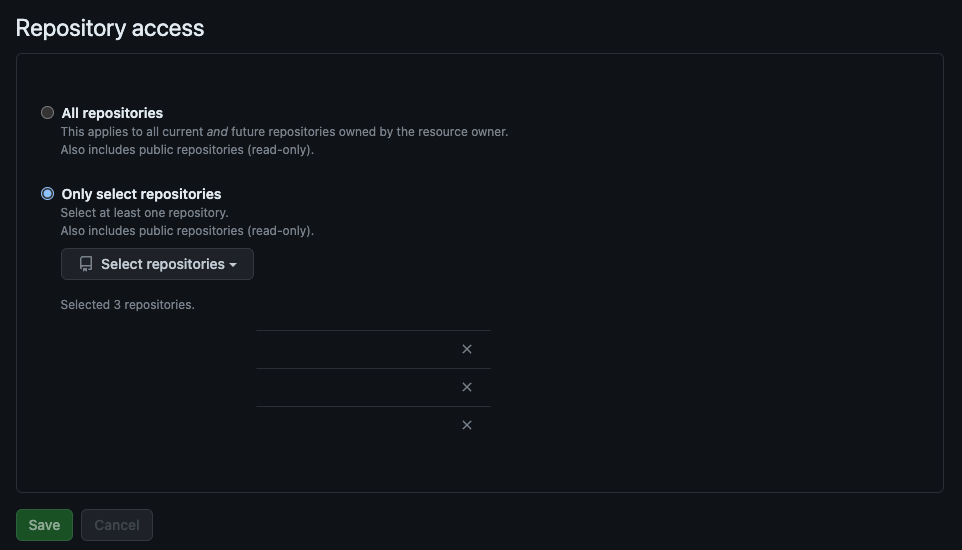 Repository access
All repositories
This applies to all current and future repositories owned by the resource owner.
Also includes public repositories (read-only).
Only select repositories
Select at least one repository.
Also includes public repositories (read-only).
Select repositories
Selected 3 repositories.
Save
Cancel